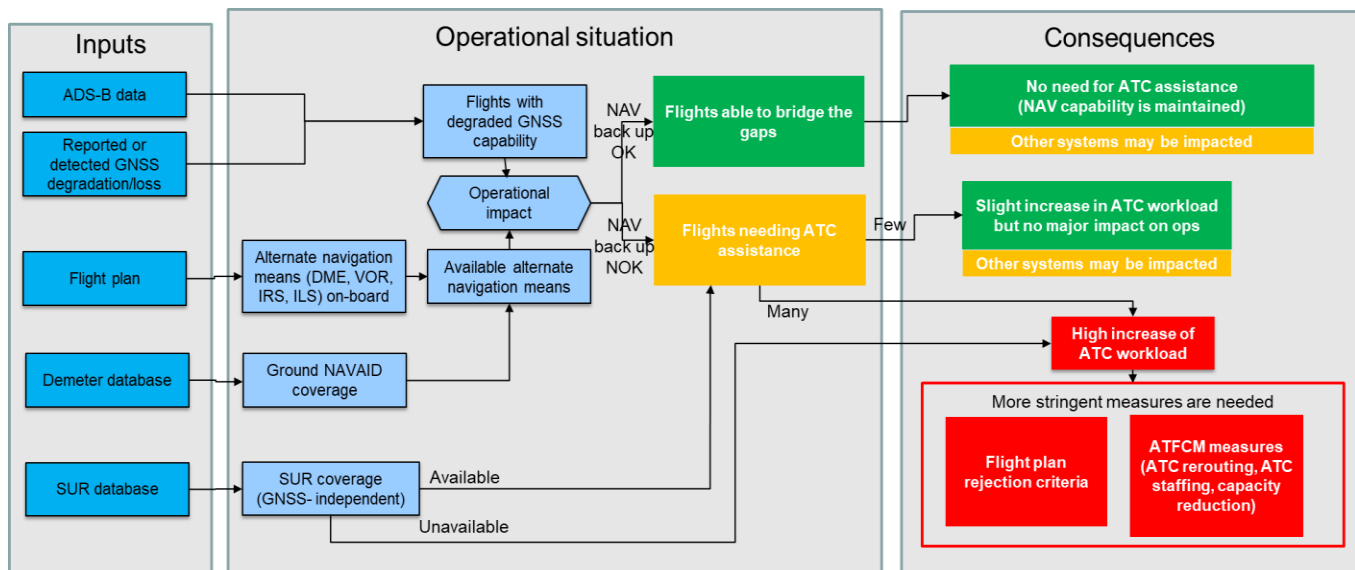 Inputs
ADS-B data
Reported or
detected GNSS
degradation/loss
Flight plan
Demeter database
SUR database
Operational situation
Flights with
degraded GNSS
capability
Operational
impact
Alternate navigation
means (DME, VOR,
IRS, ILS) on-board
Available alternate
navigation means
Ground NAVAID
coverage
SUR coverage
(GNSS- independent)
Available
Unavailable
NAV
back up
OK
NAV
back up
NOK
Flights able to bridge the
gaps
Flights needing ATC
assistance
Few
Many
Consequences
No need for ATC assistance
(NAV capability is maintained)
Other systems may be impacted
Slight increase in ATC workload
but no major impact on ops
Other systems may be impacted
High increase of
ATC workload
More stringent measures are needed
Flight plan
rejection criteria
ATFCM measures
(ATC rerouting, ATC
staffing, capacity
reduction)